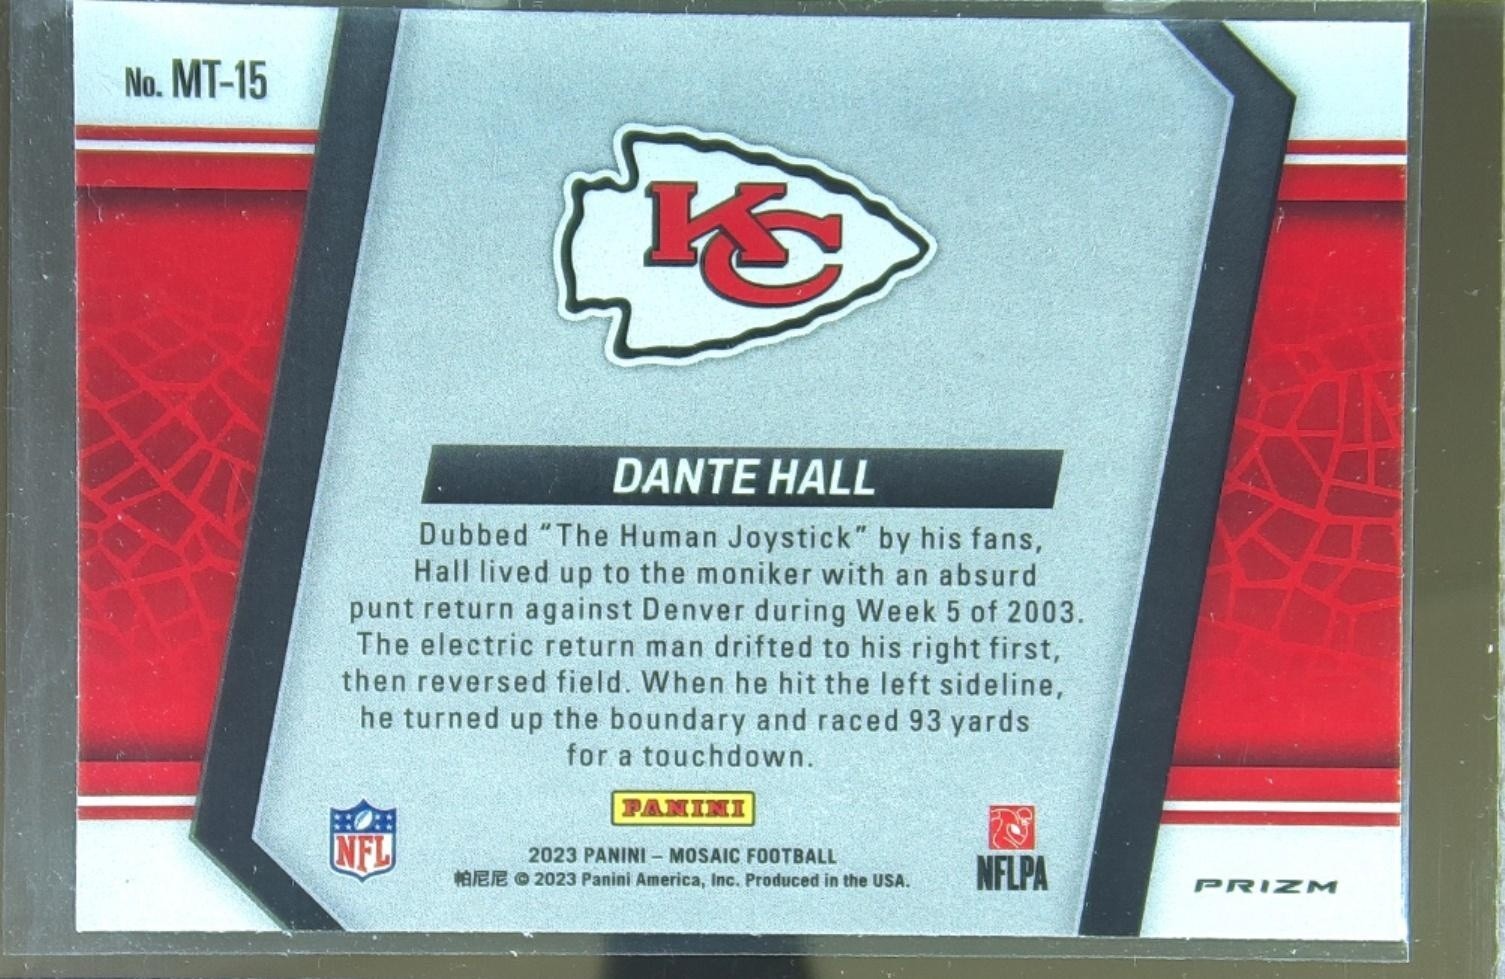 No. MT-15
KC
DANTE HALL
Dubbed “The Human Joystick” by his fans,
Hall lived up to the moniker with an absurd
punt return against Denver during Week 5 of 2003.
The electric return man drifted to his right first,
then reversed field. When he hit the left sideline,
he turned up the boundary and raced 93 yards
for a touchdown.
PANINI
NFL
2023 PANINI – MOSAIC FOOTBALL
帕尼尼 © 2023 Panini America, Inc. Produced in the USA.
NFLPA
PRIZM